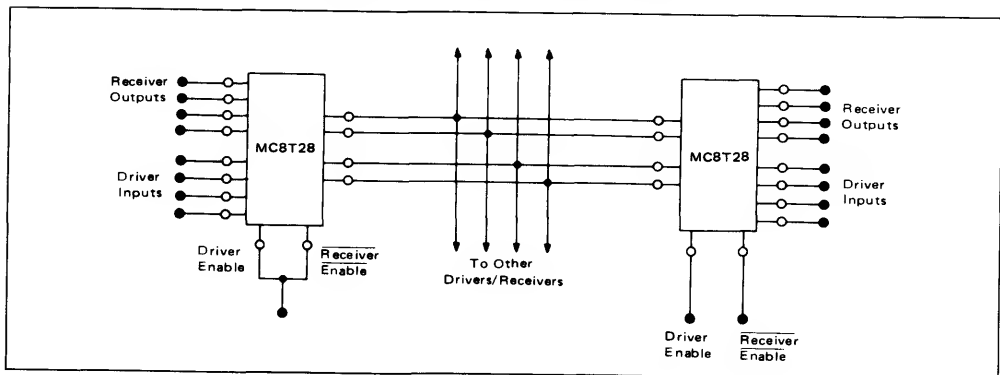 Receiver
Outputs
MC8T28
Driver
Inputs
Driver
Enable
Receiver
Enable
To Other
Drivers/Receivers
MC8T28
Receiver
Outputs
Driver
Inputs
Driver
Enable
Receiver
Enable